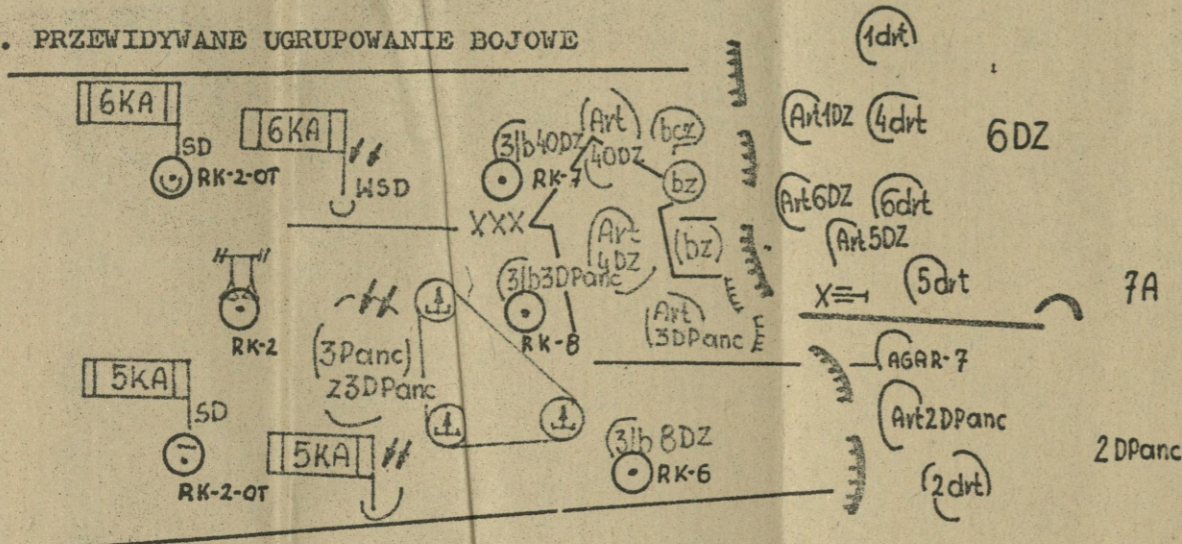 . PRZEWIDYWANE UGRUPOWANIE BOJOWE
1drt
6KA
SD
RK-2-OT
6KA
WSD
3lb40DZ
RK-7
Art
40DZ
bcz
bz
Art1DZ
4drt
6DZ
XXX
Art
4DZ
(bz)
Art6DZ
6drt
Art5DZ
3lb3DPanc
RK-8
5drt
7A
X
RK-2
(3Panc)
z3DPanc
Art
3DPanc
AGAR-7
5KA
SD
RK-2-OT
5KA
3lb 8DZ
RK-6
Art2DPanc
2DPanc
2drt